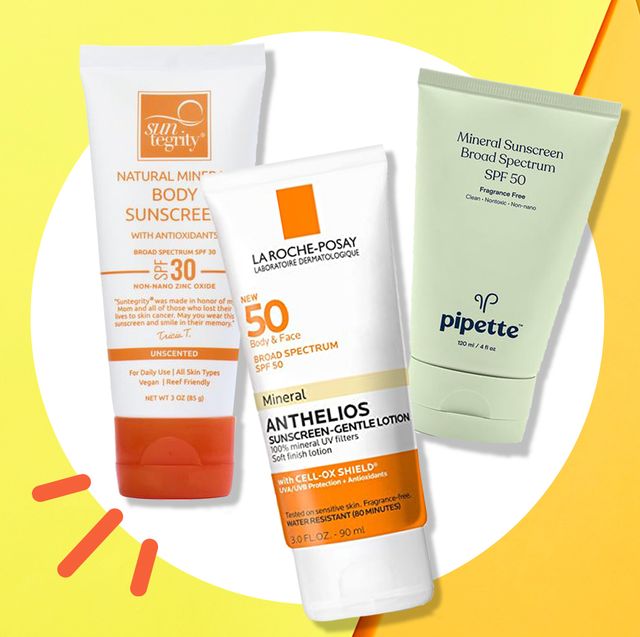 sun
tegrity®
NATURAL MINERAL
BODY
SUNSCREEN
WITH ANTIOXIDANTS
BROAD SPECTRUM SPF 30
SPF 30
NON-NANO ZINC OXIDE
"Suntegrity® was made in honor of m
Mom and all of those who lost their
lives to skin cancer. May you wear this
sunscreen and smile in their memory."
Tricia T.
UNSCENTED
For Daily Use | All Skin Types
Vegan | Reef Friendly
NET WT 3 OZ (85 g)
LA ROCHE-POSAY
LABORATOIRE DERMATOLOGIQUE
NEW
50
Body & Face
BROAD SPECTRUM
SPF 50
Mineral
ANTHELIOS
SUNSCREEN-GENTLE LOTION
100% mineral UV filters
Soft finish lotion
with CELL-OX SHIELD®
UVA/UVB Protection + Antioxidants
Tested on sensitive skin. Fragrance-free.
WATER RESISTANT (80 MINUTES)
3.0 FL.OZ. - 90 ml
Mineral Sunscreen
Broad Spectrum
SPF 50
Fragrance Free
Clean • Nontoxic • Non-nano
pipette™
120 ml / 4 fl oz